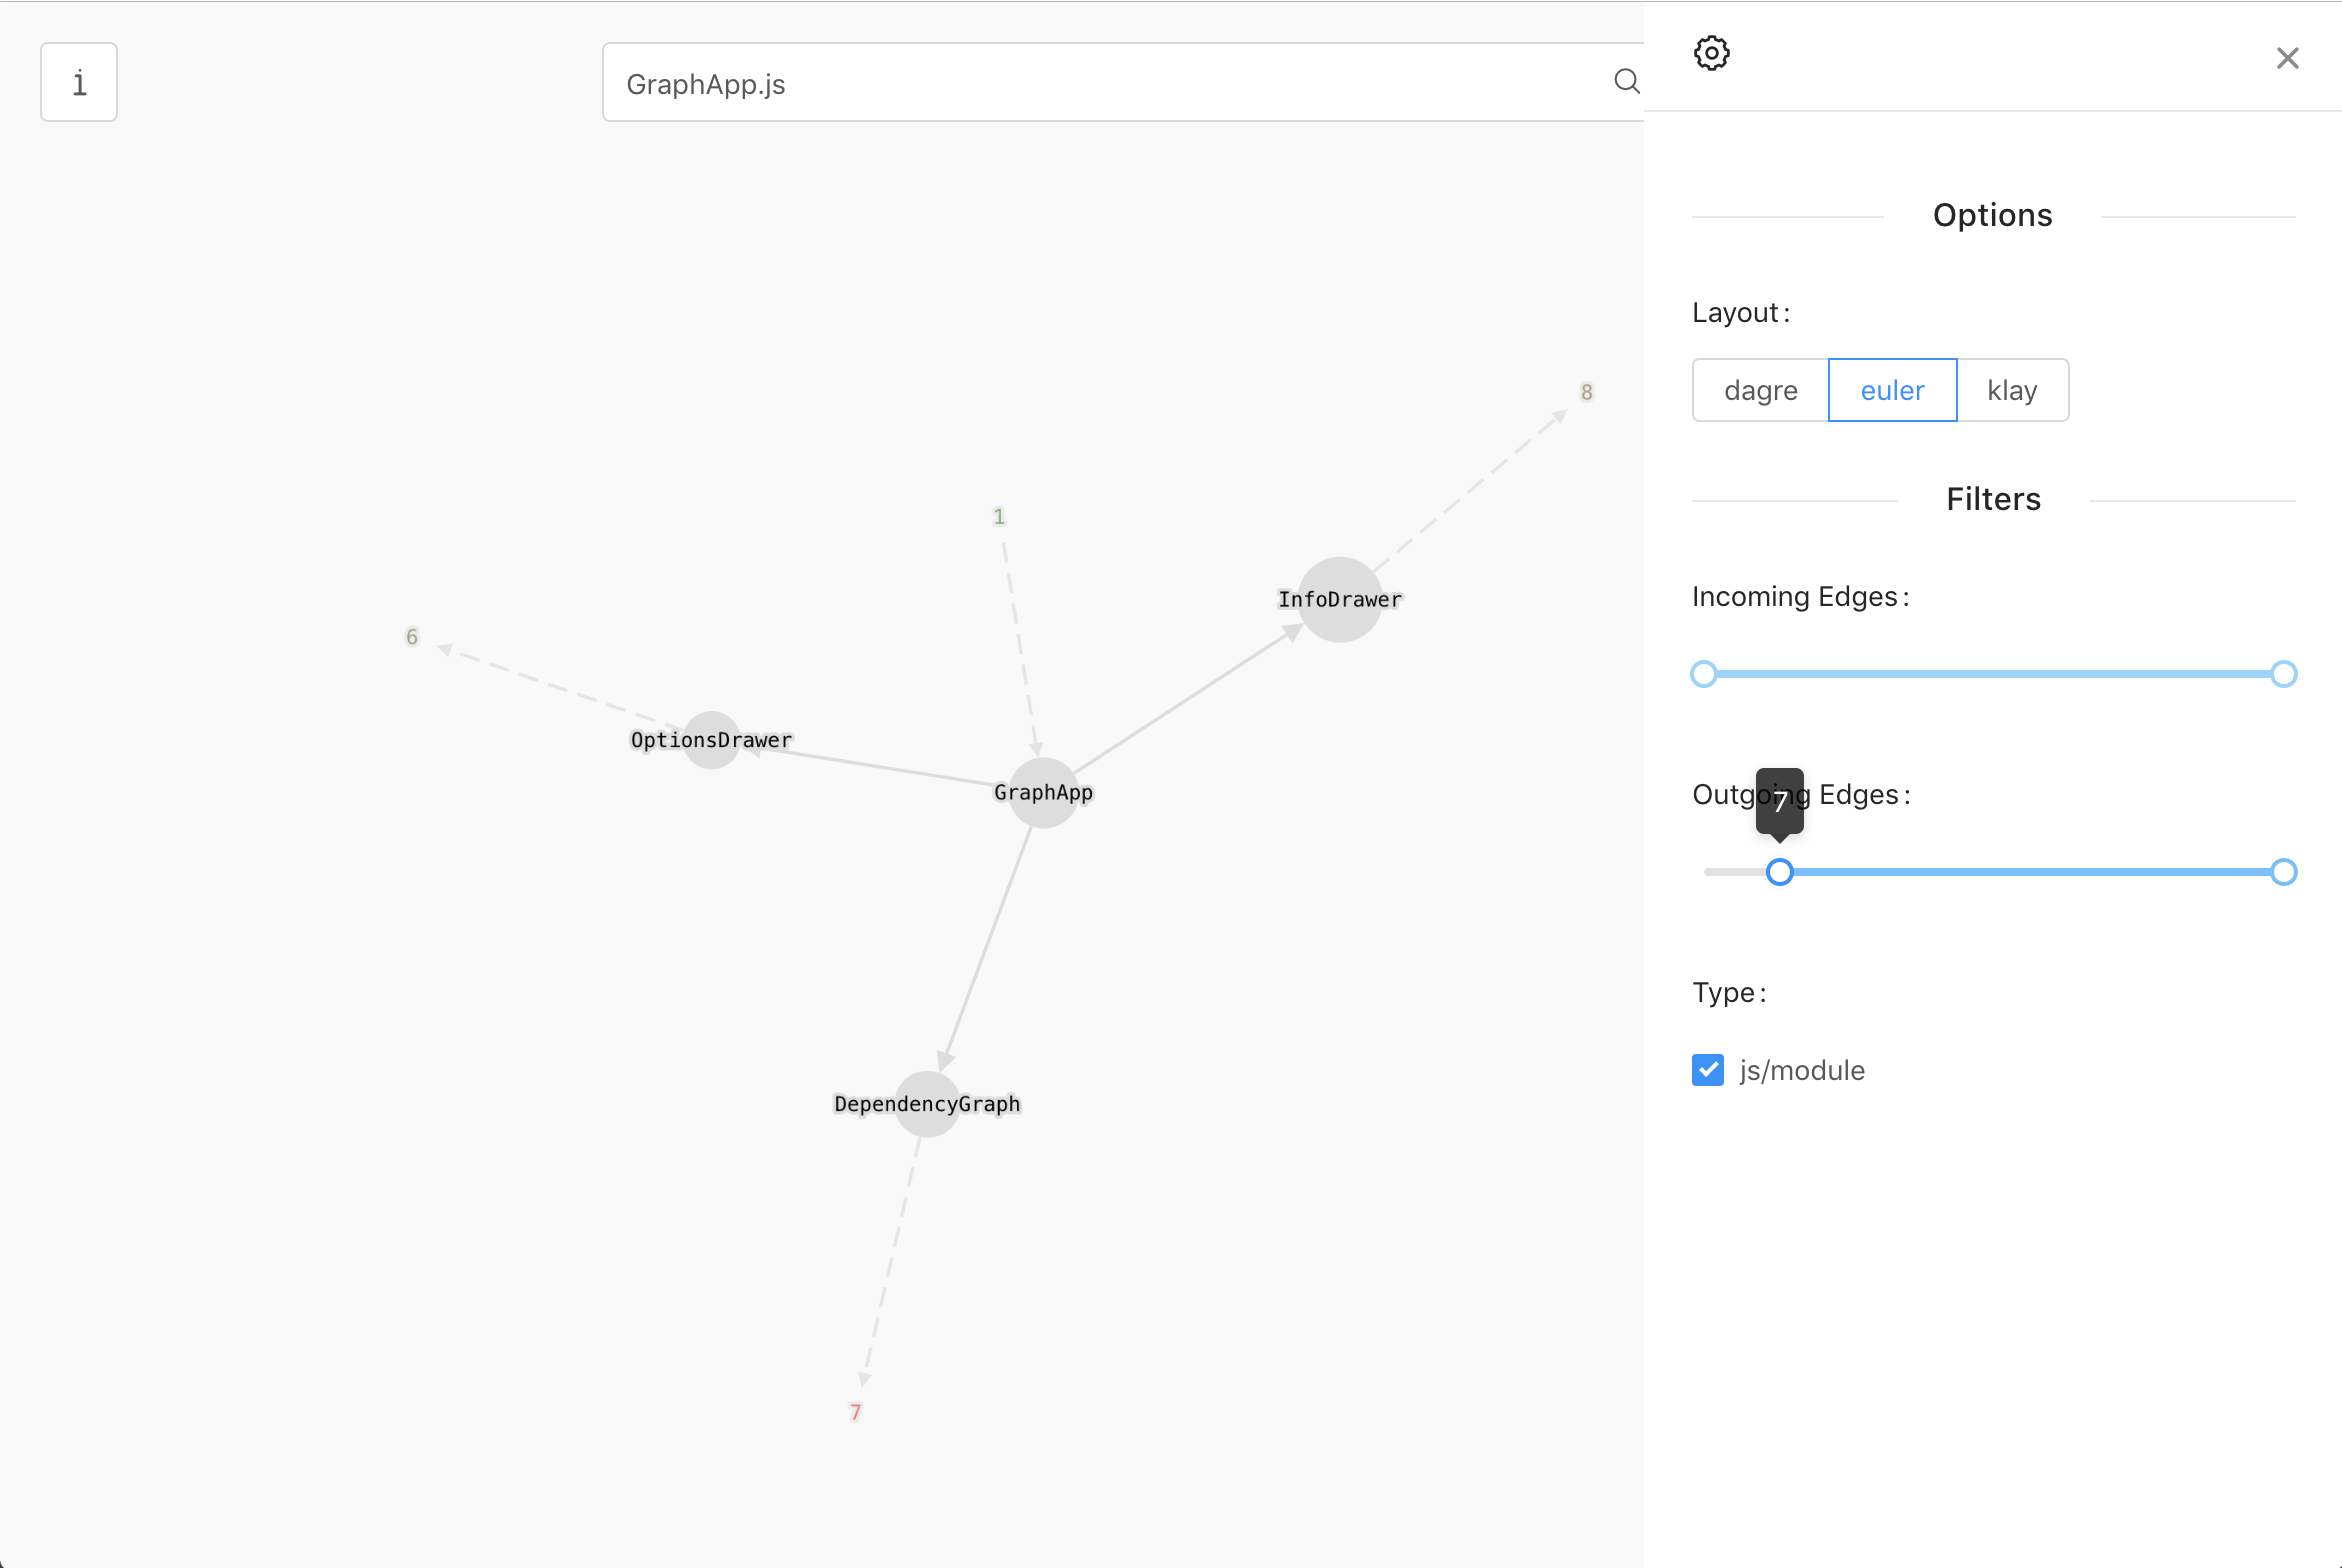 i
GraphApp.js
Options
Layout:
dagre euler klay
Filters
Incoming Edges:
Outgoing Edges:
7
Type:
js/module
8
1
InfoDrawer
6
OptionsDrawer
GraphApp
DependencyGraph
7